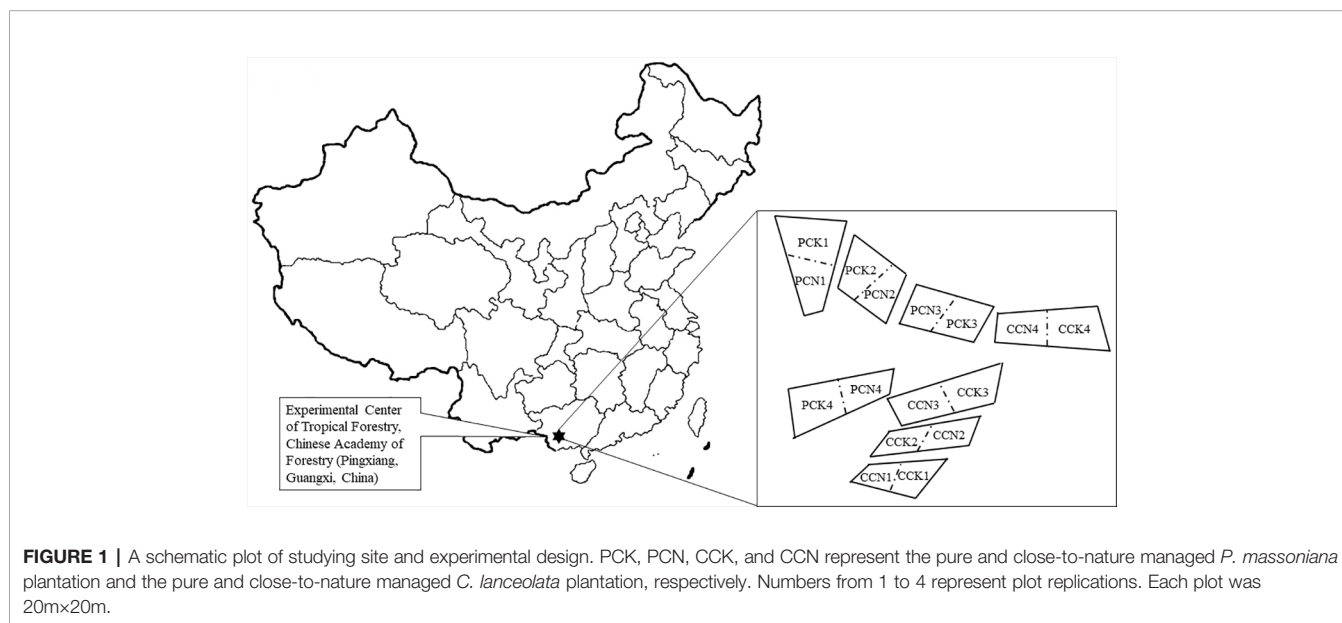 PCK1
PCN1
PCK2
PCN2
PCN3
PCK3
CCN4
CCK4
PCK4
PCN4
CCN3
CCK3
CCK2
CCN2
CCN1
CCK1
Experimental Center
of Tropical Forestry,
Chinese Academy of
Forestry (Pingxiang,
Guangxi, China)
FIGURE 1 | A schematic plot of studying site and experimental design. PCK, PCN, CCK, and CCN represent the pure and close-to-nature managed P. massoniana
plantation and the pure and close-to-nature managed C. lanceolata plantation, respectively. Numbers from 1 to 4 represent plot replications. Each plot was
20m×20m.